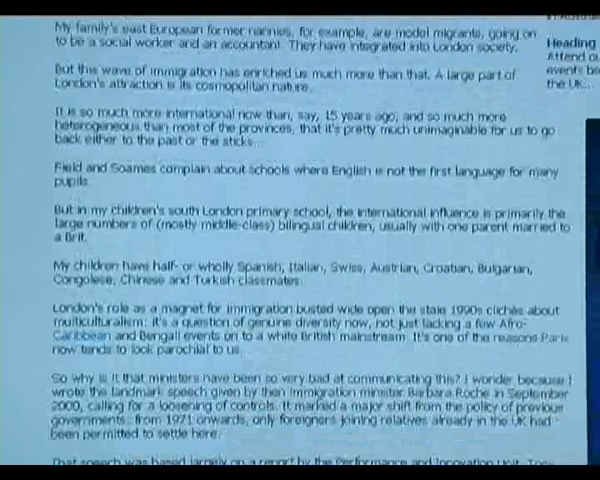 My family's east European former nannies, for example, are model migrants, going on
to be a social worker and an accountant. They have integrated into London society.
Heading
Attend ou
events be
the UK...
But this wave of immigration has enriched us much more than that. A large part of
London's attraction is its cosmopolitan nature.
It is so much more international now than, say, 15 years ago, and so much more
heterogeneous than most of the provinces, that it's pretty much unimaginable for us to go
back either to the past or the sticks...
Field and Soames complain about schools where English is not the first language for many
pupils.
But in my children's south London primary school, the international influence is primarily the
large numbers of (mostly middle-class) bilingual children, usually with one parent married to
a Brit.
My children have half- or wholly Spanish, Italian, Swiss, Austrian, Croatian, Bulgarian,
Congolese, Chinese and Turkish classmates.
London's role as a magnet for immigration busted wide open the stale 1990s clichés about
multiculturalism: it's a question of genuine diversity now, not just tacking a few Afro-
Caribbean and Bengali events on to a white British mainstream. It's one of the reasons Paris
now tends to look parochial to us.
So why is it that ministers have been so very bad at communicating this? I wonder because I
wrote the landmark speech given by then immigration minister Barbara Roche in September
2000, calling for a loosening of controls. It marked a major shift from the policy of previous
governments: from 1971 onwards, only foreigners joining relatives already in the UK had
been permitted to settle here.
That speech was based largely on a report by the Performance and Innovation Unit,